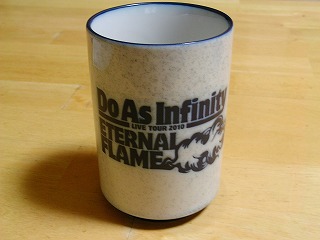 Do As Infinity
LIVE TOUR 2010
ETERNAL
FLAME